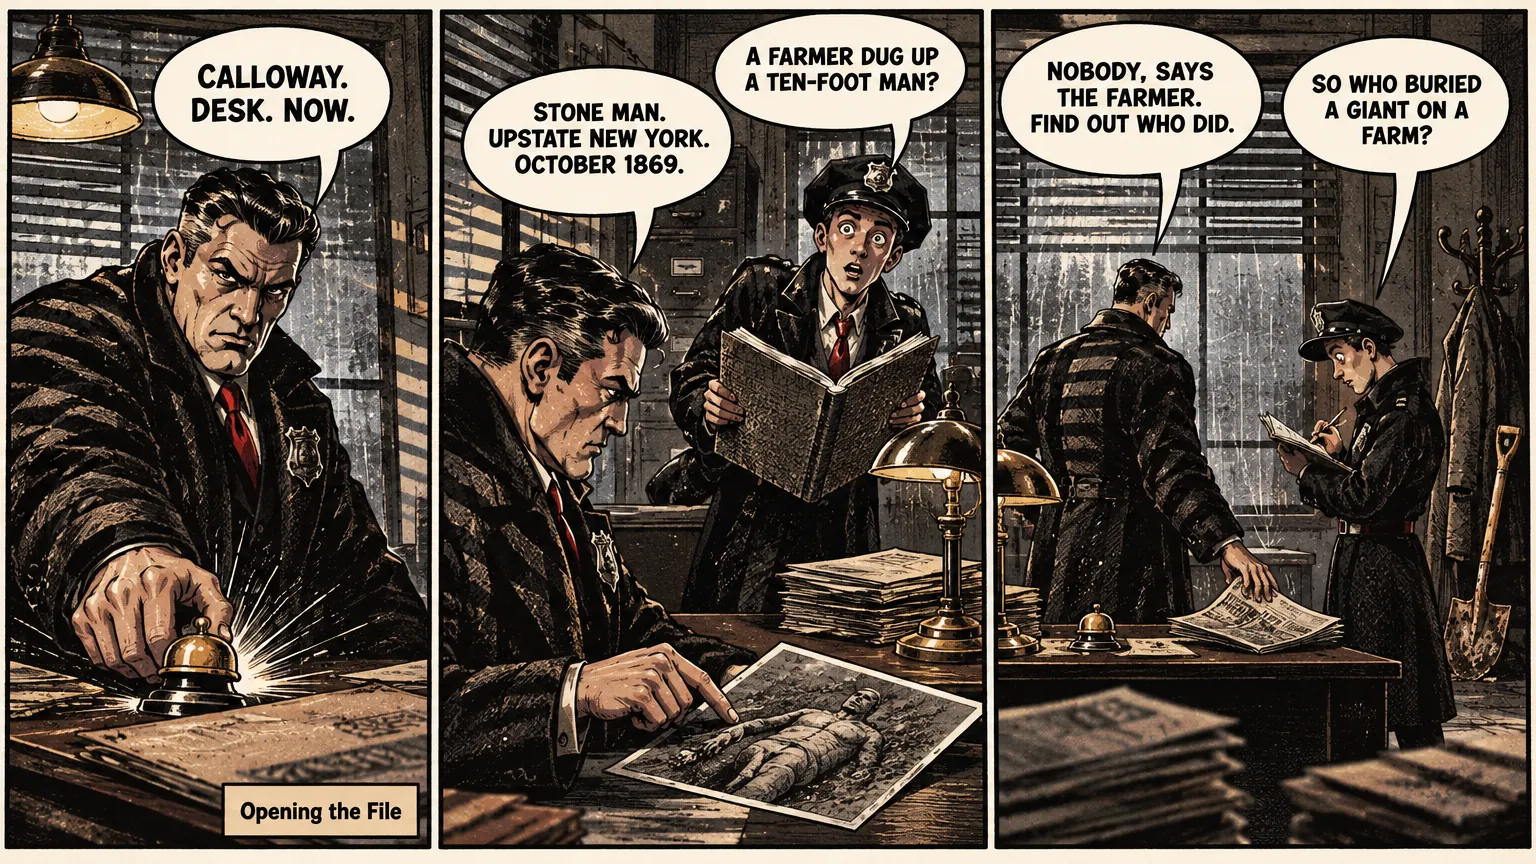 CALLOWAY.
DESK. NOW.
Opening the File
STONE MAN.
UPSTATE NEW YORK.
OCTOBER 1869.
A FARMER DUG UP
A TEN-FOOT MAN?
NOBODY, SAYS
THE FARMER.
FIND OUT WHO DID.
SO WHO BURIED
A GIANT ON A
FARM?